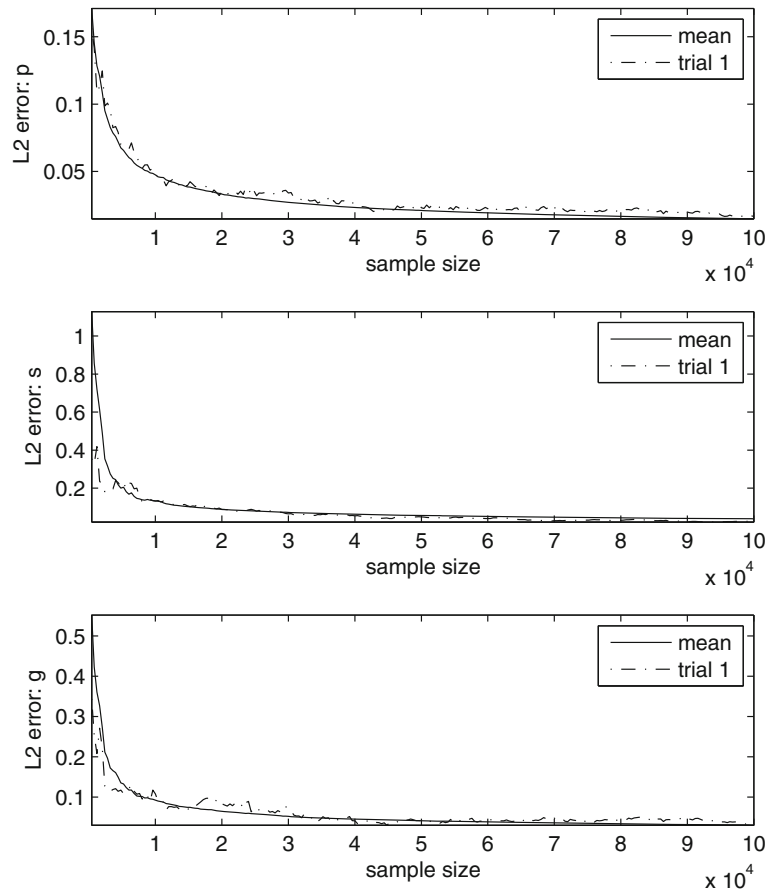 0.15
0.1
0.05
L2 error: p
mean
trial 1
1 2 3 4 5 6 7 8 9 10
sample size
x 10^4
1
0.8
0.6
0.4
0.2
L2 error: s
mean
trial 1
1 2 3 4 5 6 7 8 9 10
sample size
x 10^4
0.5
0.4
0.3
0.2
0.1
L2 error: g
mean
trial 1
1 2 3 4 5 6 7 8 9 10
sample size
x 10^4